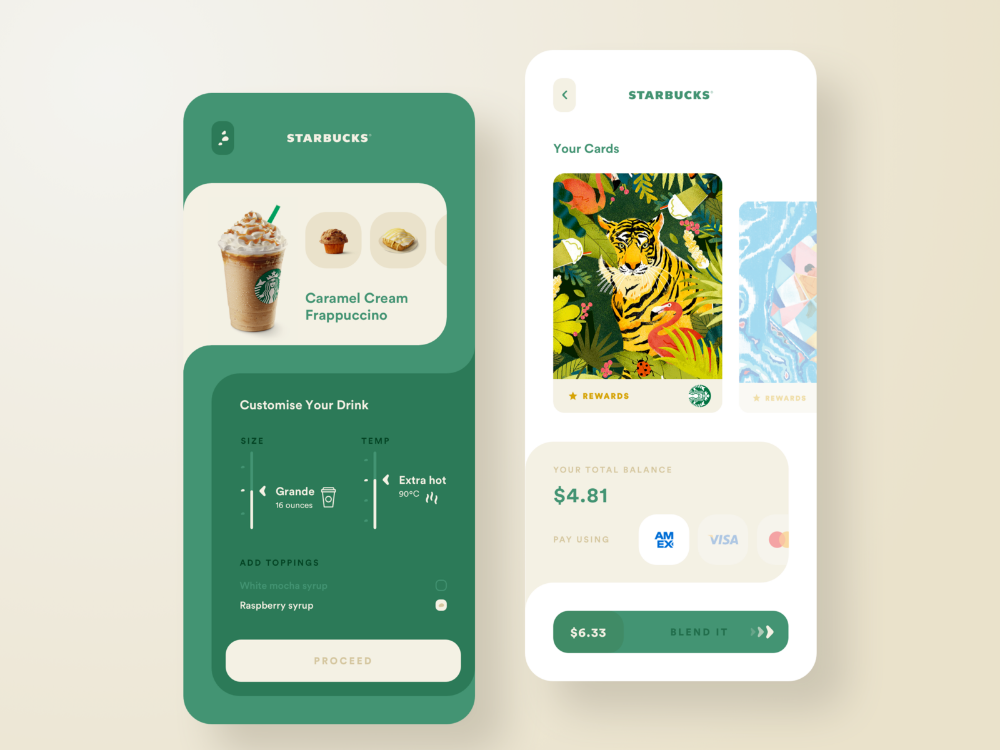 STARBUCKS
Caramel Cream
Frappuccino
Customise Your Drink
SIZE
TEMP
Grande
16 ounces
Extra hot
90°C
ADD TOPPINGS
White mocha syrup
Raspberry syrup
PROCEED
STARBUCKS
Your Cards
REWARDS
REWARDS
YOUR TOTAL BALANCE
$4.81
PAY USING
AM
EX
VISA
$6.33
BLEND IT